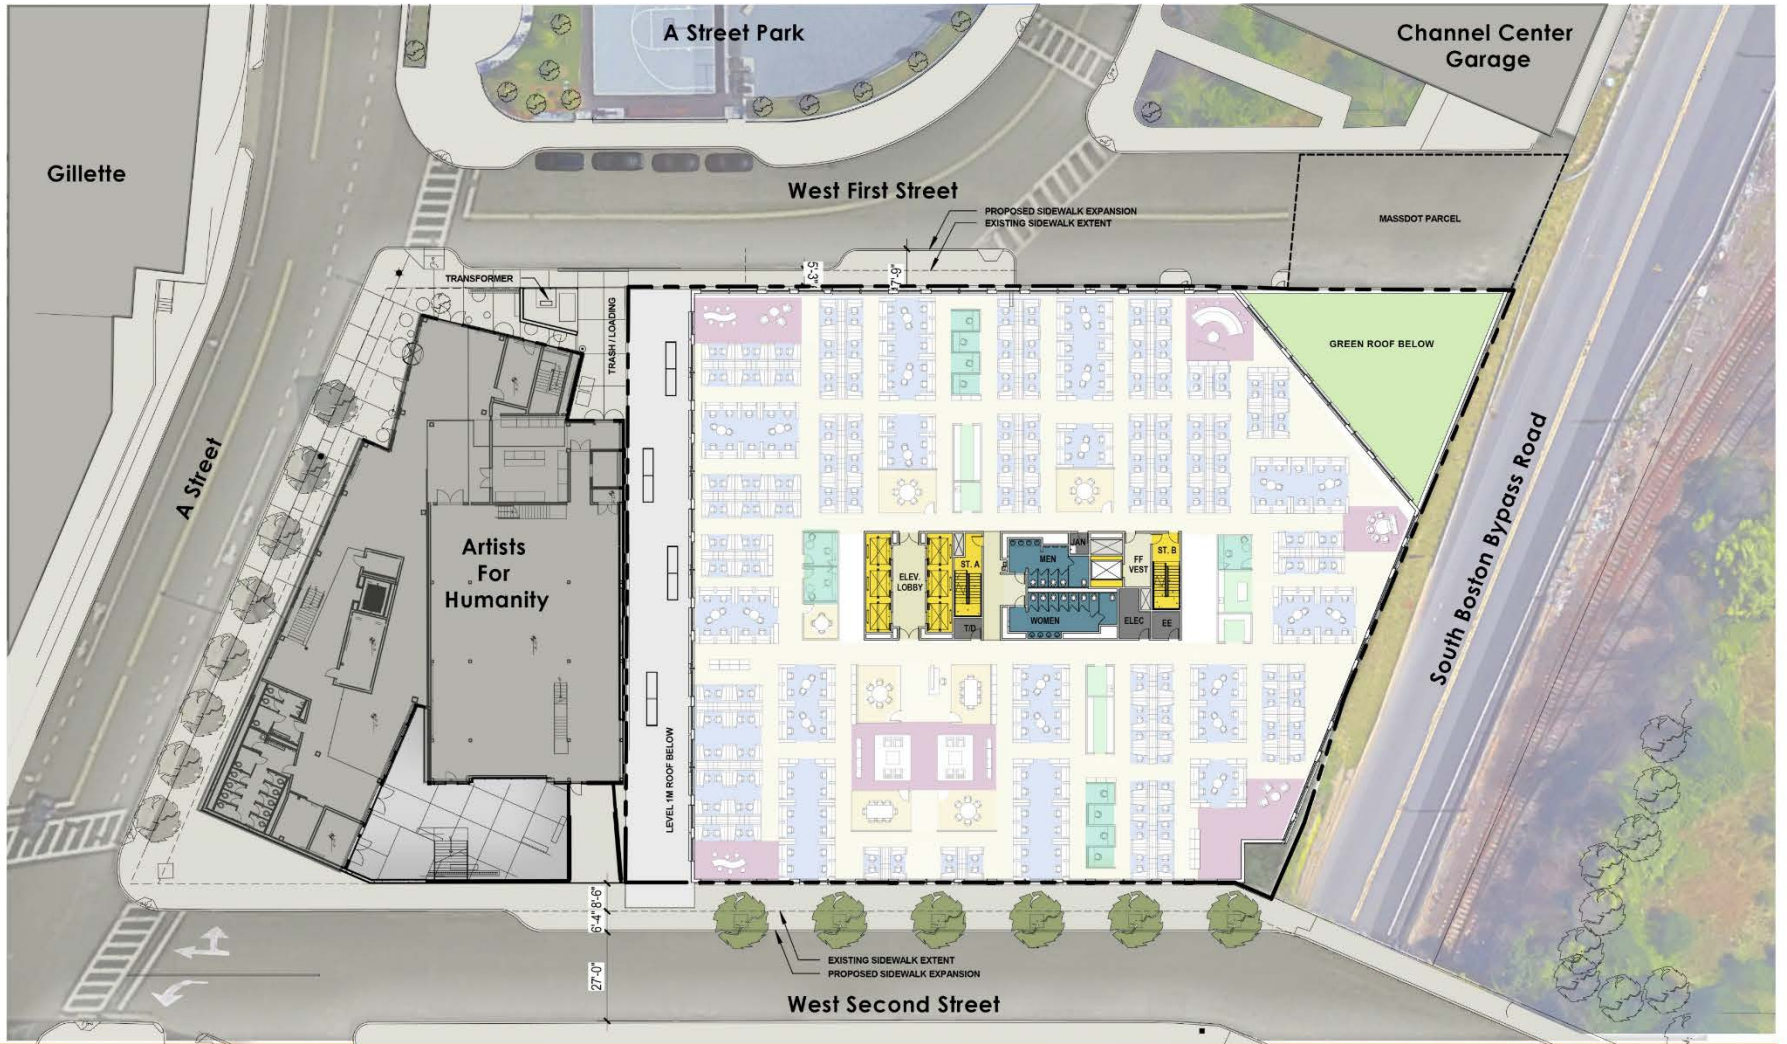 A Street Park
Channel Center
Garage
Gillette
West First Street
PROPOSED SIDEWALK EXPANSION
EXISTING SIDEWALK EXTENT
MASSDOT PARCEL
TRANSFORMER
5'-3"
7'-6"
TRASH / LOADING
GREEN ROOF BELOW
A Street
South Boston Bypass Road
Artists
For
Humanity
ELEV.
LOBBY
ST. A
T/D
MEN
JAN
WOMEN
FF
VEST
ST. B
ELEC
EE
LEVEL 1M ROOF BELOW
8'-6"
6'-4"
27'-0"
EXISTING SIDEWALK EXTENT
PROPOSED SIDEWALK EXPANSION
West Second Street